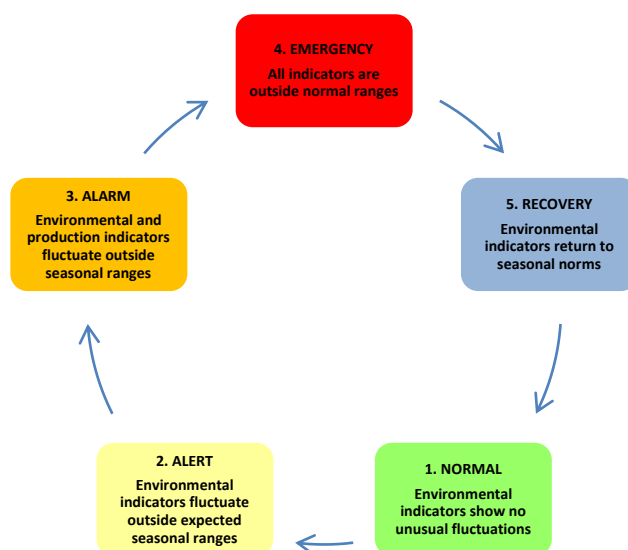 4. EMERGENCY
All indicators are
outside normal ranges
3. ALARM
Environmental and
production indicators
fluctuate outside
seasonal ranges
5. RECOVERY
Environmental
indicators return to
seasonal norms
2. ALERT
Environmental
indicators fluctuate
outside expected
seasonal ranges
1. NORMAL
Environmental
indicators show no
unusual fluctuations